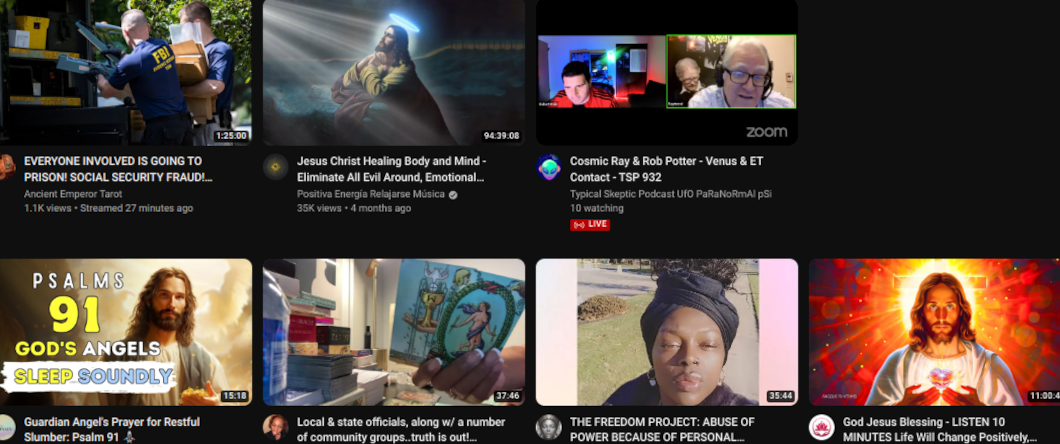 FBI
1:25:00
94:39:08
zoom
EVERYONE INVOLVED IS GOING TO
PRISON! SOCIAL SECURITY FRAUD!...
Ancient Emperor Tarot
1.1K views • Streamed 27 minutes ago
Jesus Christ Healing Body and Mind -
Eliminate All Evil Around, Emotional...
Positiva Energía Relajarse Música
35K views • 4 months ago
Cosmic Ray & Rob Potter - Venus & ET
Contact - TSP 932
Typical Skeptic Podcast UfO PaRaNoRmAl pSi
10 watching
LIVE
PSALMS
91
GOD'S ANGELS
SLEEP SOUNDLY
15:18
37:46
35:44
11:00:4
Guardian Angel's Prayer for Restful
Slumber: Psalm 91
Local & state officials, along w/ a number
of community groups..truth is out!...
THE FREEDOM PROJECT: ABUSE OF
POWER BECAUSE OF PERSONAL...
God Jesus Blessing - LISTEN 10
MINUTES Life Will Change Positively,...